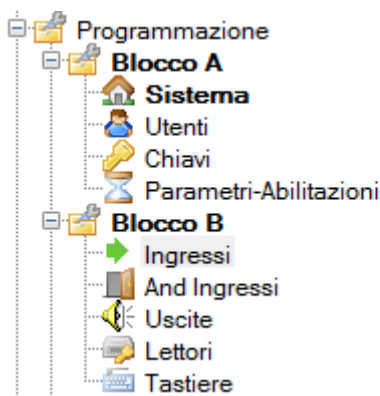 Programmazione
Blocco A
Sistema
Utenti
Chiavi
Parametri-Abilitazioni
Blocco B
Ingressi
And Ingressi
Uscite
Lettori
Tastiere